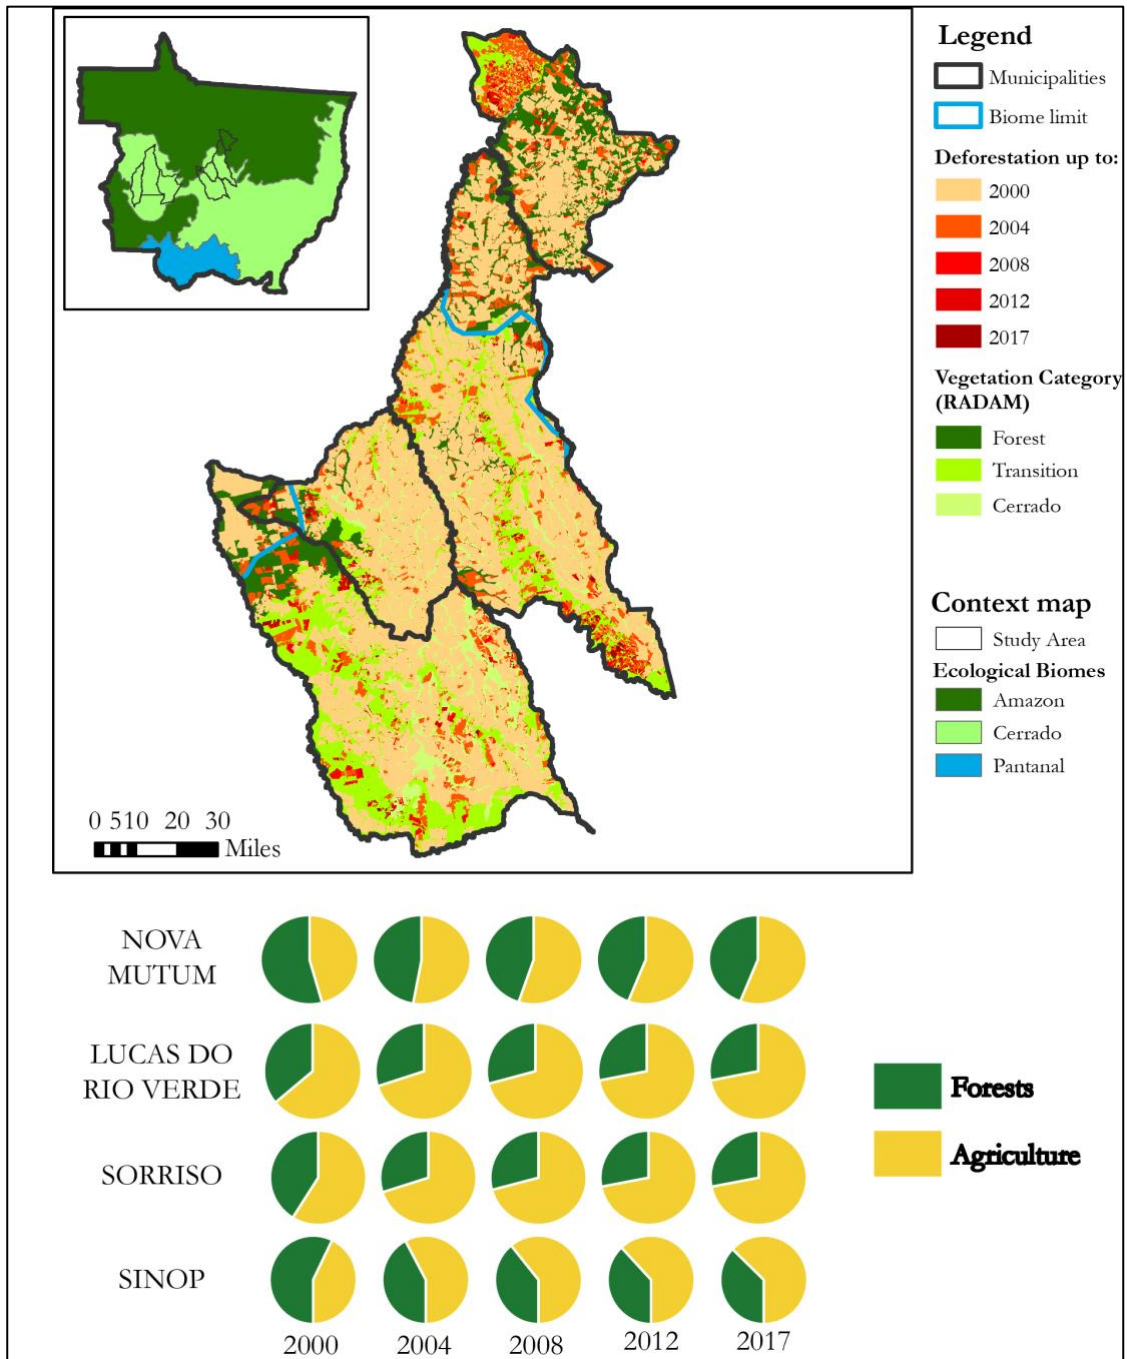 Legend
Municipalities
Biome limit
Deforestation up to:
2000
2004
2008
2012
2017
Vegetation Category
(RADAM)
Forest
Transition
Cerrado
Context map
Study Area
Ecological Biomes
Amazon
Cerrado
Pantanal
0 510 20 30
Miles
NOVA
MUTUM
LUCAS DO
RIO VERDE
SORRISO
SINOP
2000 2004 2008 2012 2017
Forests
Agriculture